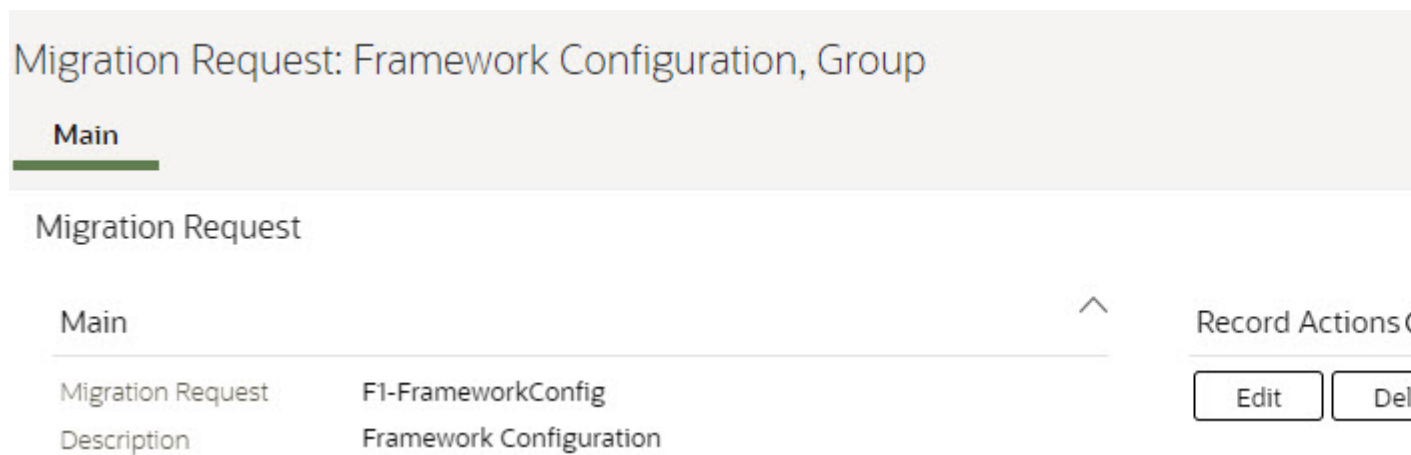 Migration Request: Framework Configuration, Group
Main
Migration Request
Main
Record Actions
Migration Request F1-FrameworkConfig
Edit
Description Framework Configuration